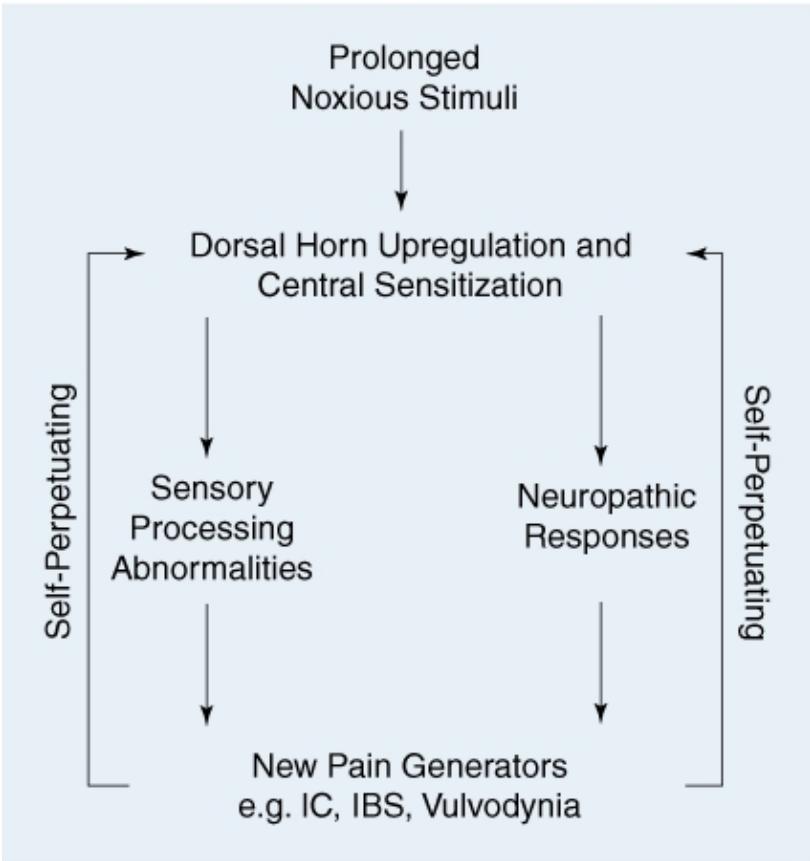 Prolonged
Noxious Stimuli
Dorsal Horn Upregulation and
Central Sensitization
Self-Perpetuating
Sensory
Processing
Abnormalities
Neuropathic
Responses
Self-Perpetuating
New Pain Generators
e.g. IC, IBS, Vulvodynia